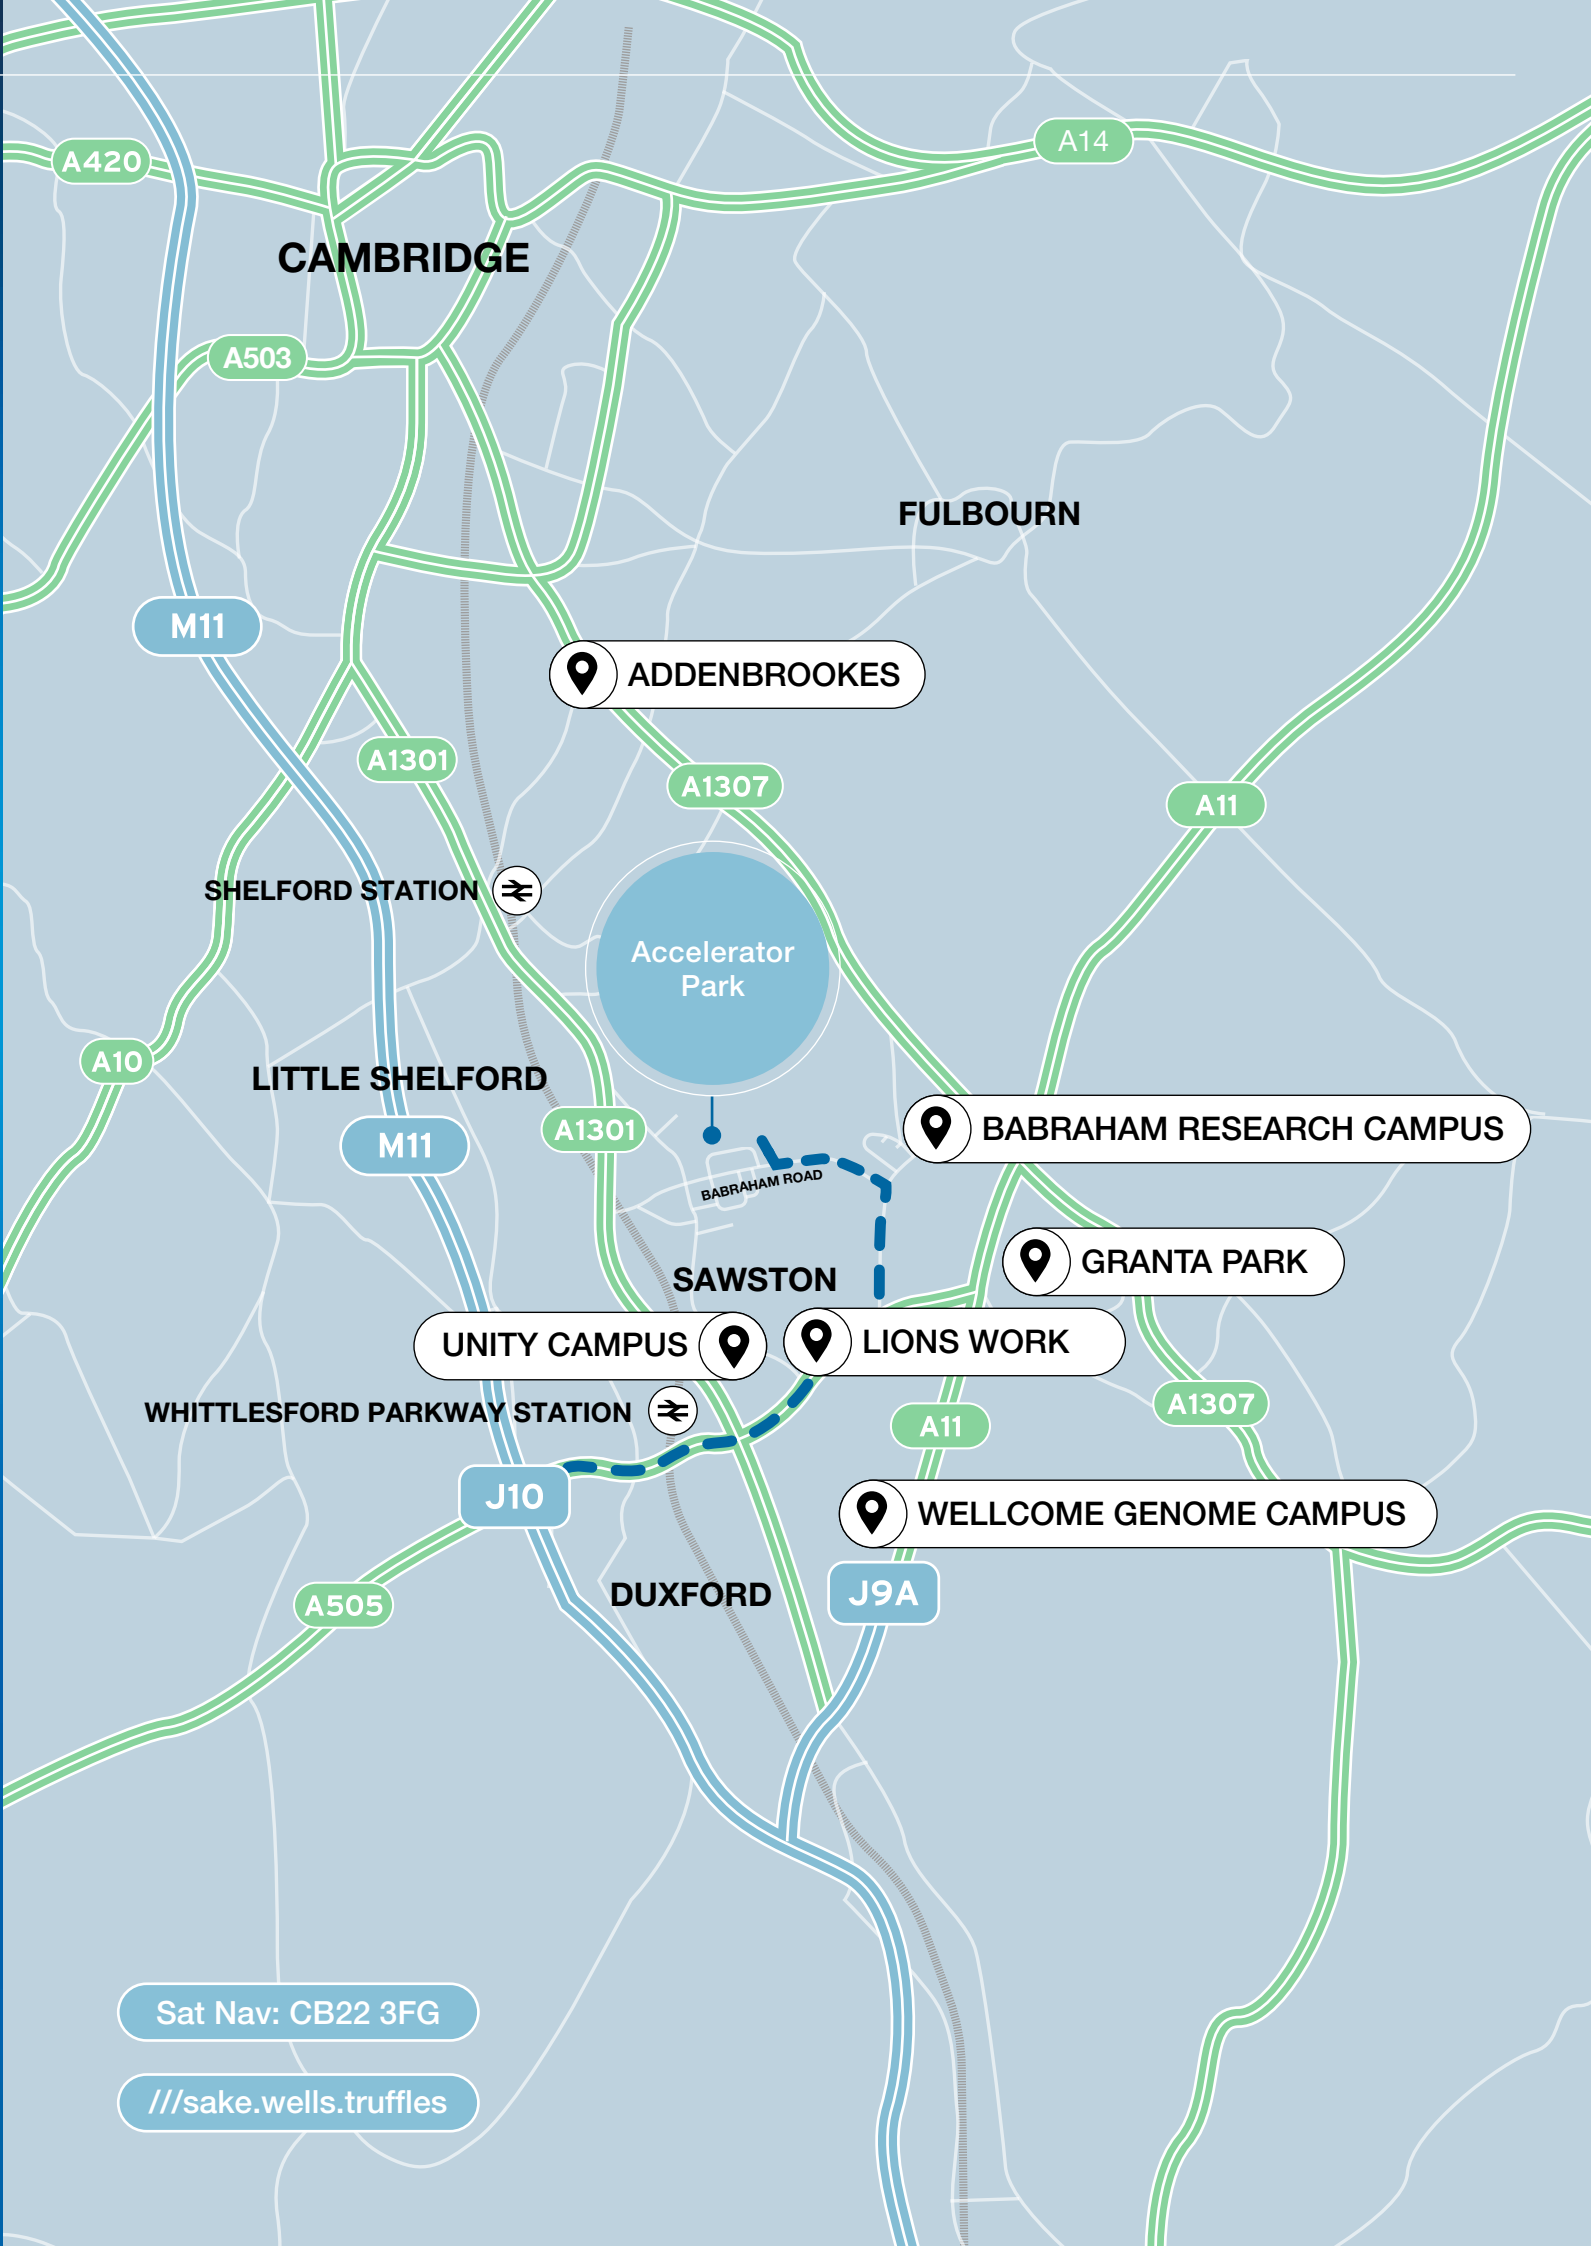 A14
A420
CAMBRIDGE
A503
FULBOURN
M11
ADDENBROOKES
A1301
A1307
A11
SHELFORD STATION
Accelerator
Park
A10
LITTLE SHELFORD
M11
A1301
BABRAHAM RESEARCH CAMPUS
BABRAHAM ROAD
GRANTA PARK
SAWSTON
UNITY CAMPUS
LIONS WORK
WHITTLESFORD PARKWAY STATION
A11
A1307
J10
WELLCOME GENOME CAMPUS
A505
DUXFORD
J9A
Sat Nav: CB22 3FG
///sake.wells.truffles